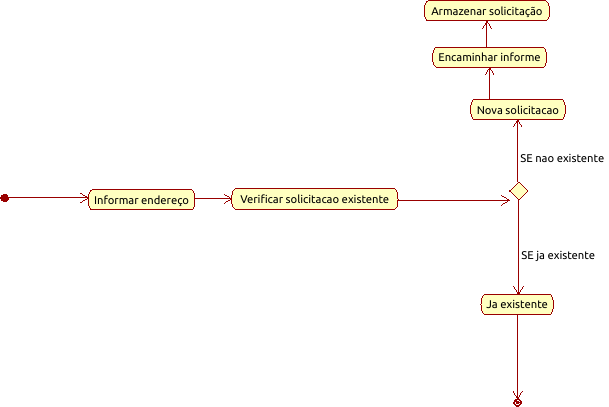 Armazenar solicitação
Encaminhar informe
Nova solicitacao
SE nao existente
Informar endereço
Verificar solicitacao existente
SE ja existente
Ja existente